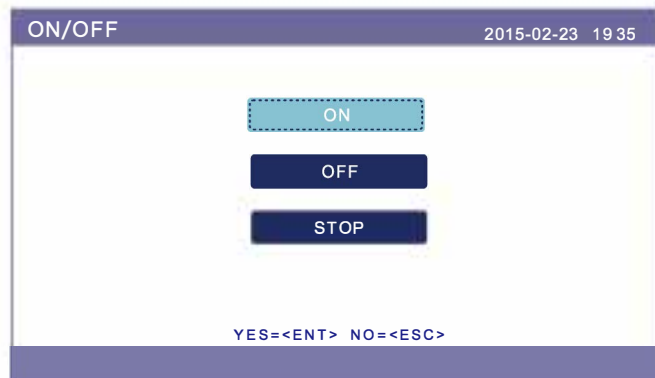 ON/OFF 2015-02-23 19 35
ON
OFF
STOP
YES=<ENT> NO=<ESC>